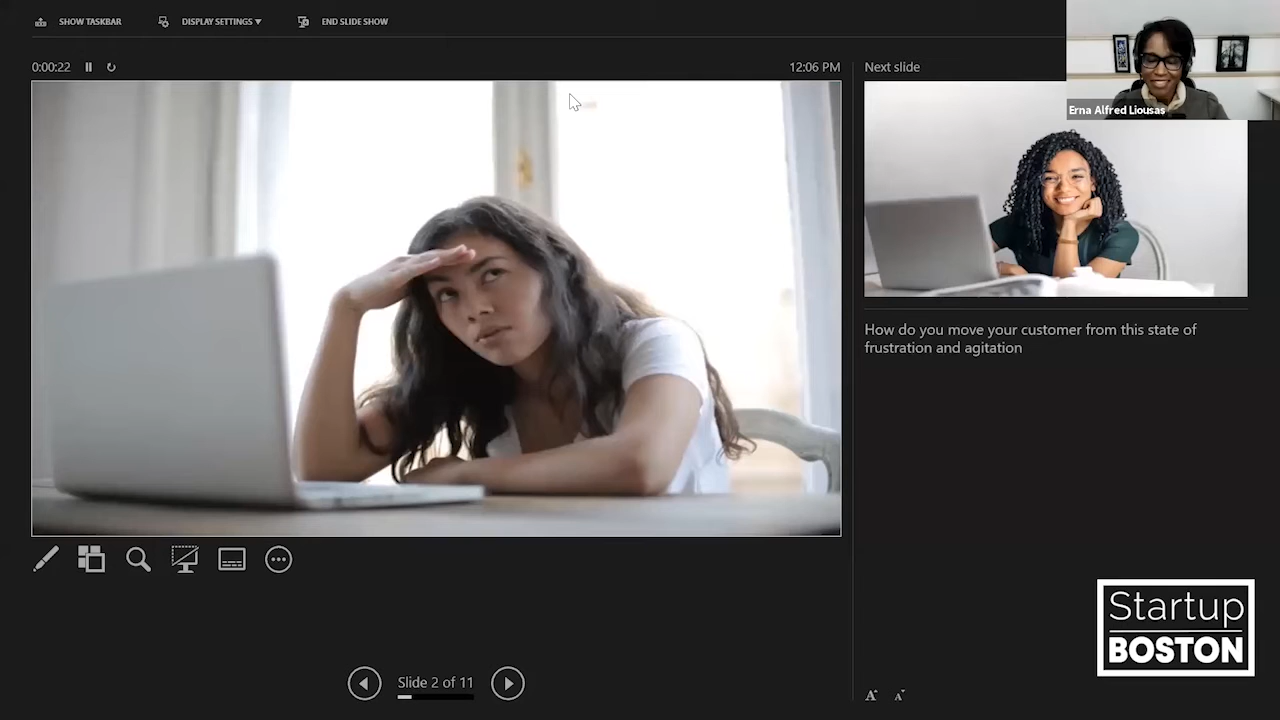 SHOW TASKBAR
DISPLAY SETTINGS ▾
END SLIDE SHOW
0:00:22
12:06 PM
Next slide
Erna Alfred Liousas
How do you move your customer from this state of
frustration and agitation
Slide 2 of 11
A A
Startup
BOSTON